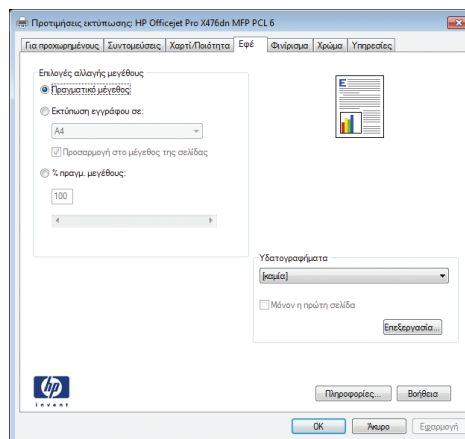 Προτιμήσεις εκτύπωσης: HP Officejet Pro X476dn MFP PCL 6
Για προχωρημένους Συντομεύσεις Χαρτί/Ποιότητα Εφέ Φινίρισμα Χρώμα Υπηρεσίες
Επιλογές αλλαγής μεγέθους
Πραγματικό μέγεθος
Εκτύπωση εγγράφου σε:
A4
Προσαρμογή στο μέγεθος της σελίδας
% πραγμ. μεγέθους:
100
E
Υδατογραφήματα
[καμία]
Μόνον η πρώτη σελίδα
Επεξεργασία...
hp
invent
Πληροφορίες... Βοήθεια
OK Άκυρο Εφαρμογή